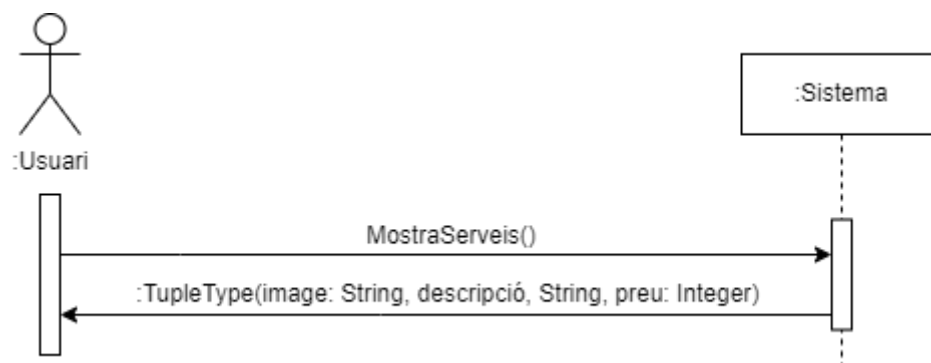 :Sistema
:Usuari
MostraServeis()
:TupleType(image: String, descripció, String, preu: Integer)